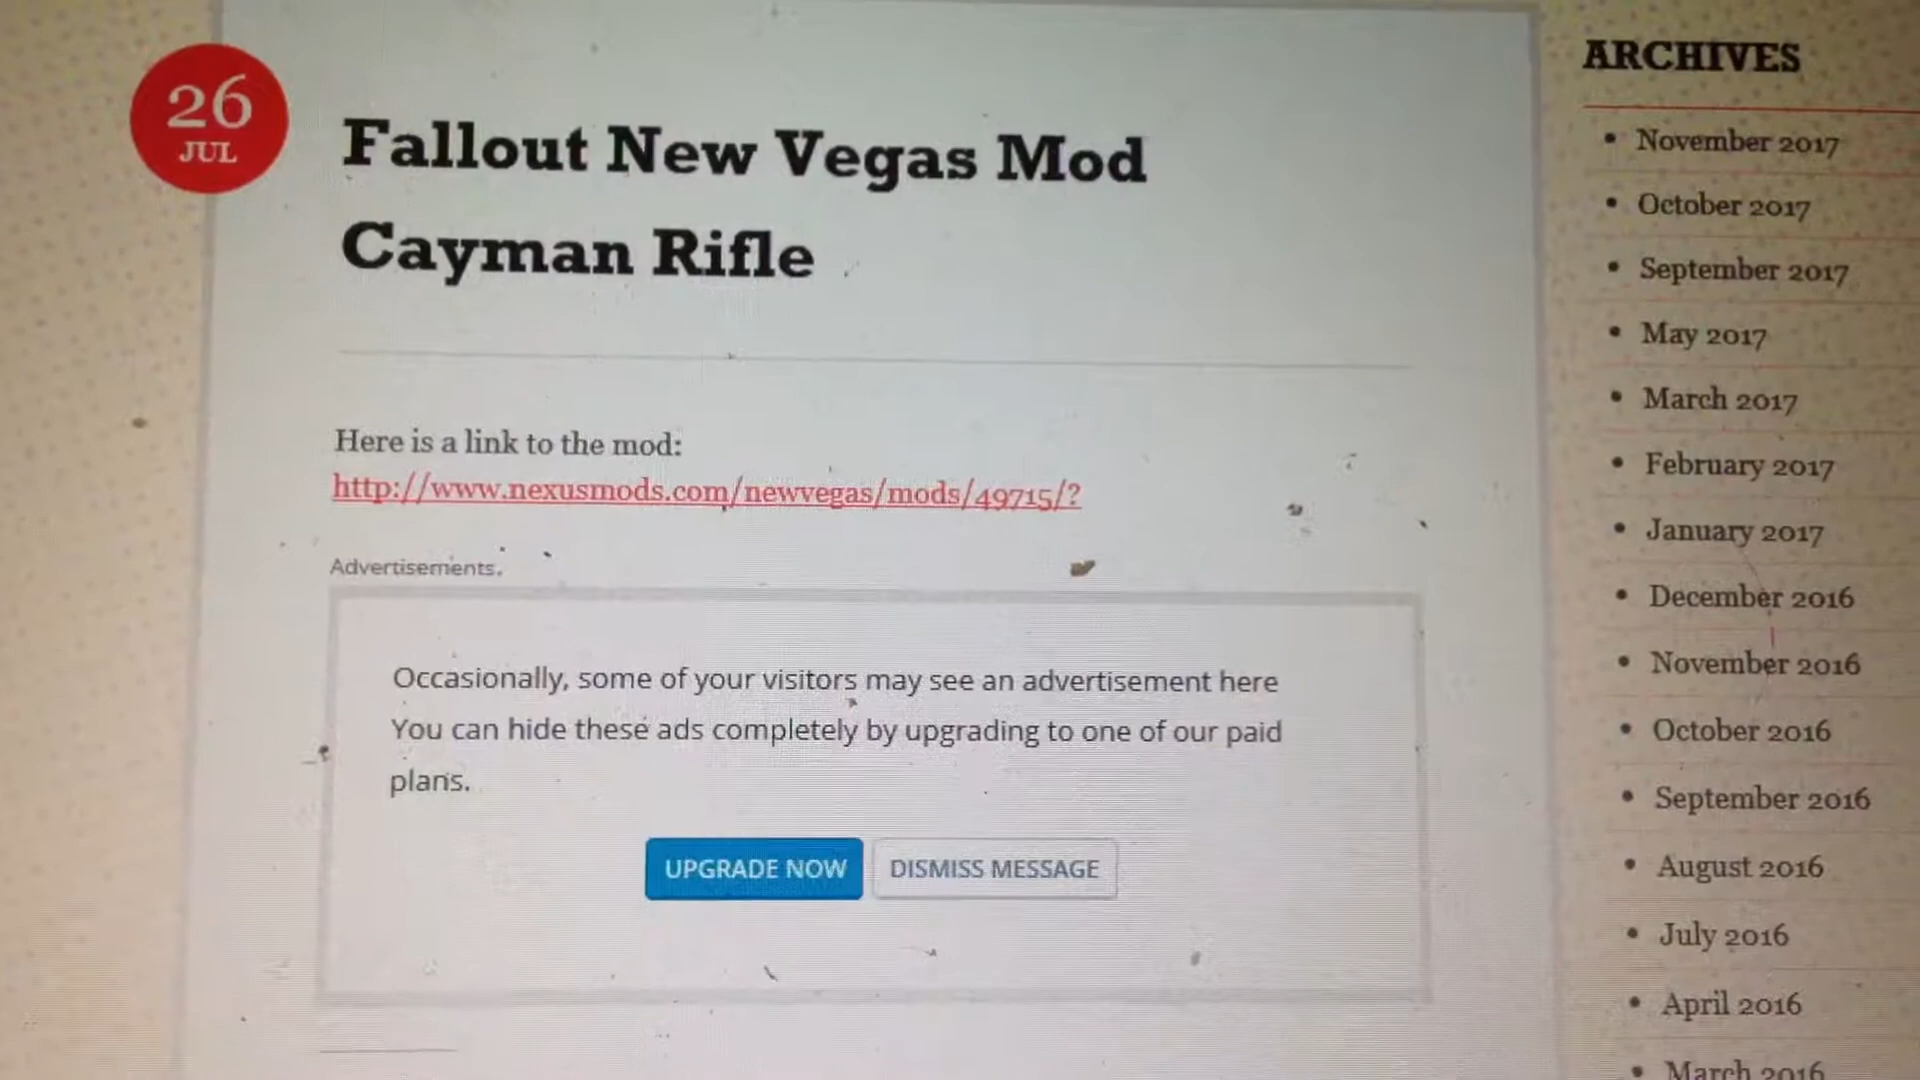 26
JUL
Fallout New Vegas Mod
Cayman Rifle
Here is a link to the mod:
http://www.nexusmods.com/newvegas/mods/49715/?
Advertisements
Occasionally, some of your visitors may see an advertisement here
You can hide these ads completely by upgrading to one of our paid
plans.
UPGRADE NOW
DISMISS MESSAGE
ARCHIVES
November 2017
October 2017
September 2017
May 2017
March 2017
February 2017
January 2017
December 2016
November 2016
October 2016
September 2016
August 2016
July 2016
April 2016
March 2016